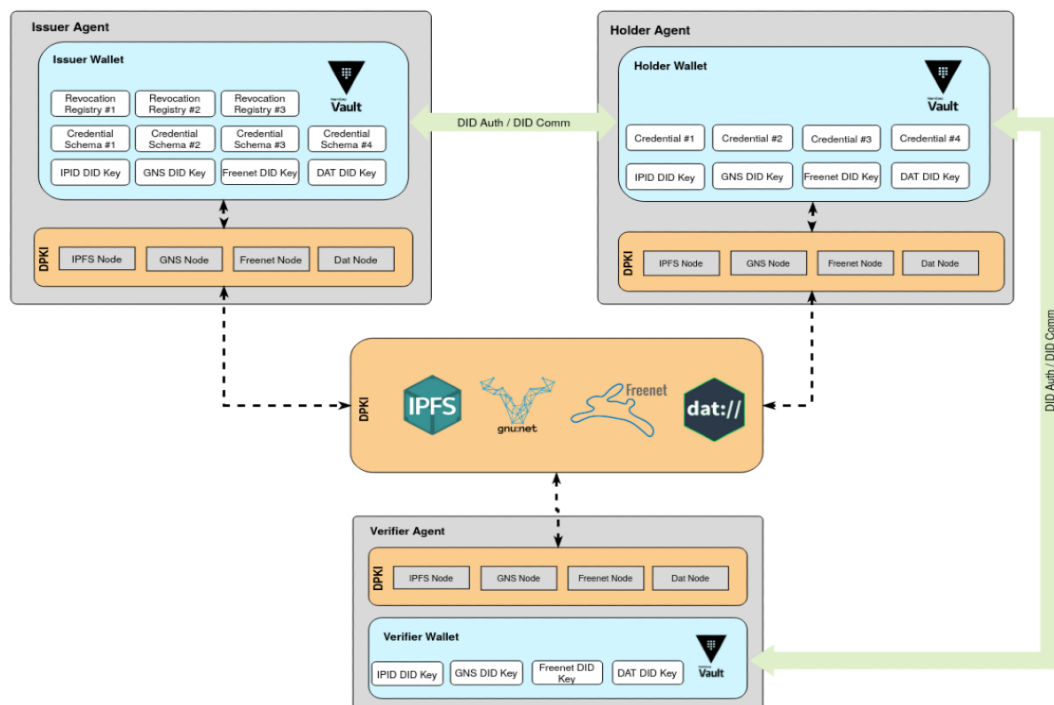 Issuer Agent
Issuer Wallet
Vault
Revocation
Registry #1
Revocation
Registry #2
Revocation
Registry #3
Credential
Schema #1
Credential
Schema #2
Credential
Schema #3
Credential
Schema #4
IPID DID Key
GNS DID Key
Freenet DID Key
DAT DID Key
DPKI
IPFS Node
GNS Node
Freenet Node
Dat Node
DID Auth / DID Comm
Holder Agent
Holder Wallet
Vault
Credential #1
Credential #2
Credential #3
Credential #4
IPID DID Key
GNS DID Key
Freenet DID Key
DAT DID Key
DPKI
IPFS Node
GNS Node
Freenet Node
Dat Node
DID Auth / DID Comm
DPKI
IPFS
gnu:net
Freenet
dat://
Verifier Agent
DPKI
IPFS Node
GNS Node
Freenet Node
Dat Node
Verifier Wallet
Vault
IPID DID Key
GNS DID Key
Freenet DID
Key
DAT DID Key